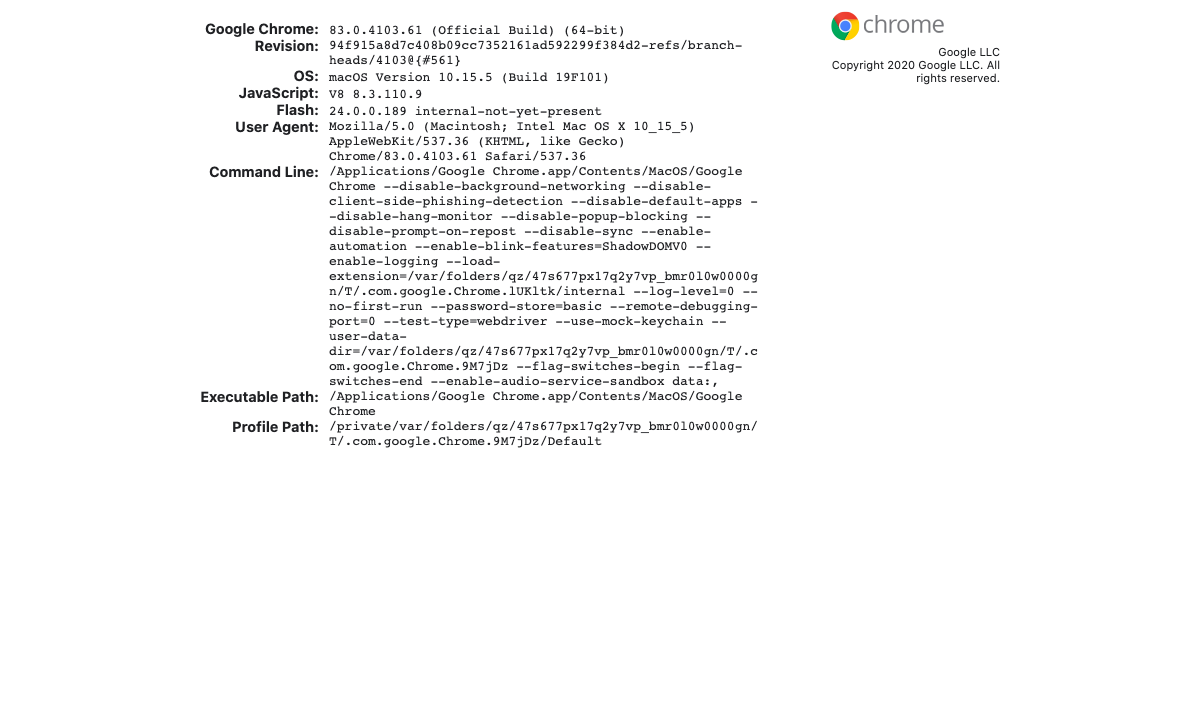 Google Chrome: 83.0.4103.61 (Official Build) (64-bit)
Revision: 94f915a8d7c408b09cc7352161ad592299f384d2-refs/branch-
heads/4103@{#561}
OS: macOS Version 10.15.5 (Build 19F101)
JavaScript: V8 8.3.110.9
Flash: 24.0.0.189 internal-not-yet-present
User Agent: Mozilla/5.0 (Macintosh; Intel Mac OS X 10_15_5)
AppleWebKit/537.36 (KHTML, like Gecko)
Chrome/83.0.4103.61 Safari/537.36
Command Line: /Applications/Google Chrome.app/Contents/MacOS/Google
Chrome --disable-background-networking --disable-
client-side-phishing-detection --disable-default-apps -
-disable-hang-monitor --disable-popup-blocking --
disable-prompt-on-repost --disable-sync --enable-
automation --enable-blink-features=ShadowDOMV0 --
enable-logging --load-
extension=/var/folders/qz/47s677px17q2y7vp_bmr0l0w0000g
n/T/.com.google.Chrome.lUKltk/internal --log-level=0 --
no-first-run --password-store=basic --remote-debugging-
port=0 --test-type=webdriver --use-mock-keychain --
user-data-
dir=/var/folders/qz/47s677px17q2y7vp_bmr0l0w0000gn/T/.c
om.google.Chrome.9M7jDz --flag-switches-begin --flag-
switches-end --enable-audio-service-sandbox data:,
Executable Path: /Applications/Google Chrome.app/Contents/MacOS/Google
Chrome
Profile Path: /private/var/folders/qz/47s677px17q2y7vp_bmr0l0w0000gn/
T/.com.google.Chrome.9M7jDz/Default
chrome
Google LLC
Copyright 2020 Google LLC. All
rights reserved.